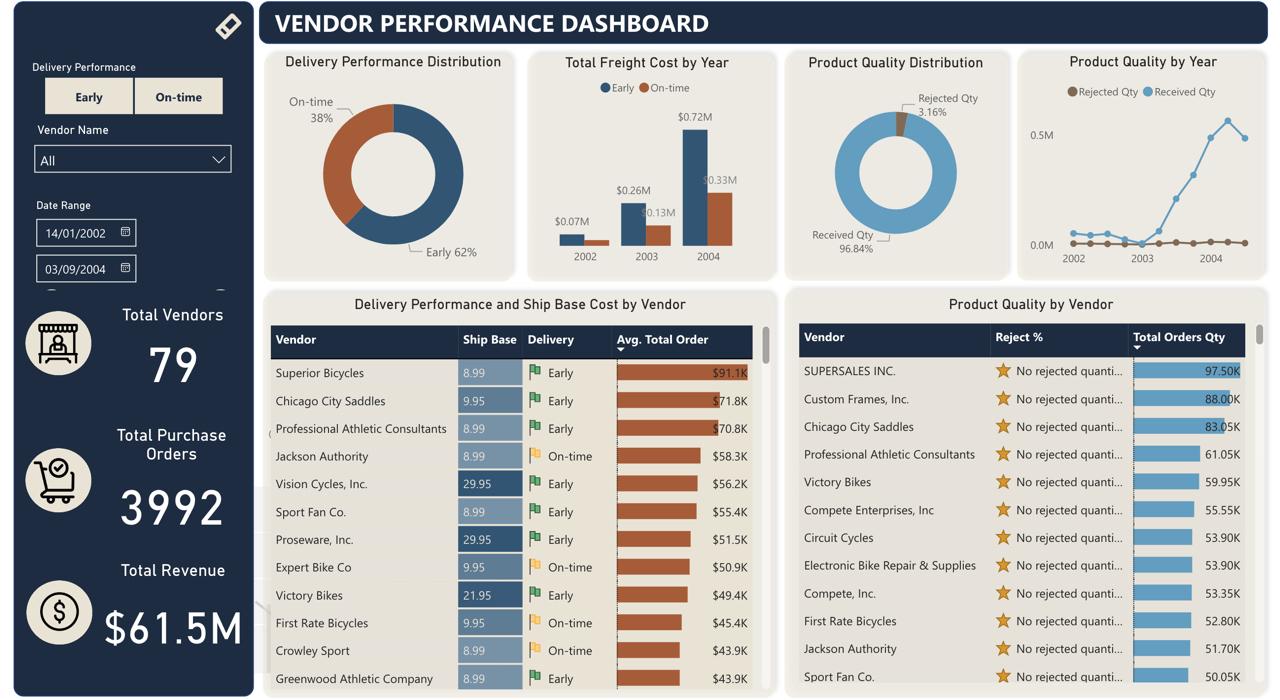 VENDOR PERFORMANCE DASHBOARD
Delivery Performance
Early
On-time
Vendor Name
All
Date Range
14/01/2002
03/09/2004
Total Vendors
79
Total Purchase
Orders
3992
Total Revenue
$61.5M
Delivery Performance Distribution
On-time
38%
Early 62%
Total Freight Cost by Year
Early On-time
$0.72M
$0.33M
$0.26M
$0.13M
$0.07M
2002 2003 2004
Product Quality Distribution
Rejected Qty
3.16%
Received Qty
96.84%
Product Quality by Year
Rejected Qty Received Qty
0.5M
0.0M
2002 2003 2004
Delivery Performance and Ship Base Cost by Vendor
Vendor Ship Base Delivery Avg. Total Order
Superior Bicycles 8.99 Early $91.1K
Chicago City Saddles 9.95 Early $71.8K
Professional Athletic Consultants 8.99 Early $70.8K
Jackson Authority 8.99 On-time $58.3K
Vision Cycles, Inc. 29.95 Early $56.2K
Sport Fan Co. 8.99 Early $55.4K
Proseware, Inc. 29.95 Early $51.5K
Expert Bike Co 9.95 On-time $50.9K
Victory Bikes 21.95 Early $49.4K
First Rate Bicycles 9.95 On-time $45.4K
Crowley Sport 8.99 On-time $43.9K
Greenwood Athletic Company 8.99 Early $43.9K
Product Quality by Vendor
Vendor Reject % Total Orders Qty
SUPERSALES INC. No rejected quanti... 97.50K
Custom Frames, Inc. No rejected quanti... 88.00K
Chicago City Saddles No rejected quanti... 83.05K
Professional Athletic Consultants No rejected quanti... 61.05K
Victory Bikes No rejected quanti... 59.95K
Compete Enterprises, Inc No rejected quanti... 55.55K
Circuit Cycles No rejected quanti... 53.90K
Electronic Bike Repair & Supplies No rejected quanti... 53.90K
Compete, Inc. No rejected quanti... 53.35K
First Rate Bicycles No rejected quanti... 52.80K
Jackson Authority No rejected quanti... 51.70K
Sport Fan Co. No rejected quanti... 50.05K